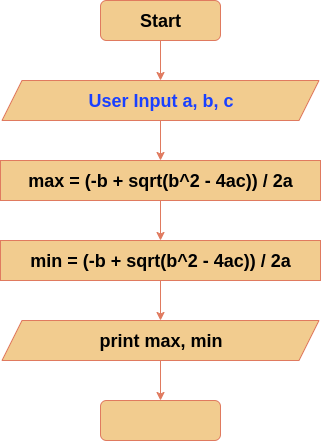 Start
User Input a, b, c
max = (-b + sqrt(b^2 - 4ac)) / 2a
min = (-b + sqrt(b^2 - 4ac)) / 2a
print max, min